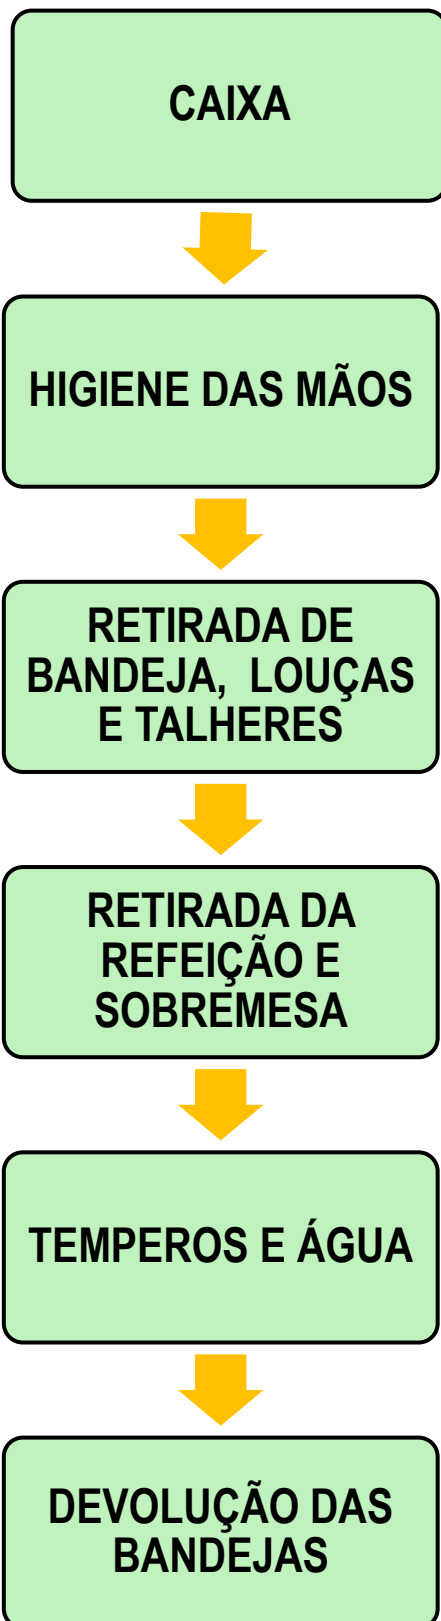 CAIXA
HIGIENE DAS MÃOS
RETIRADA DE
BANDEJA,  LOUÇAS
E TALHERES
RETIRADA DA
REFEIÇÃO E
SOBREMESA
TEMPEROS E ÁGUA
DEVOLUÇÃO DAS
BANDEJAS